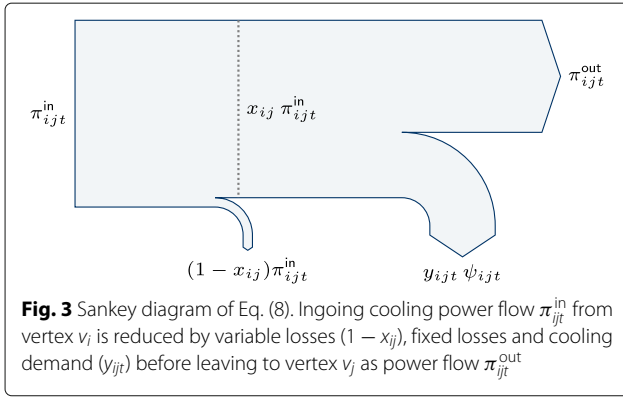 π^out_ijt
π^in_ijt
x_ij π^in_ijt
(1 − x_ij)π^in_ijt
y_ijt ψ_ijt
Fig. 3 Sankey diagram of Eq. (8). Ingoing cooling power flow π^in_ijt from
vertex v_i is reduced by variable losses (1 − x_ij), fixed losses and cooling
demand (y_ijt) before leaving to vertex v_j as power flow π^out_ijt